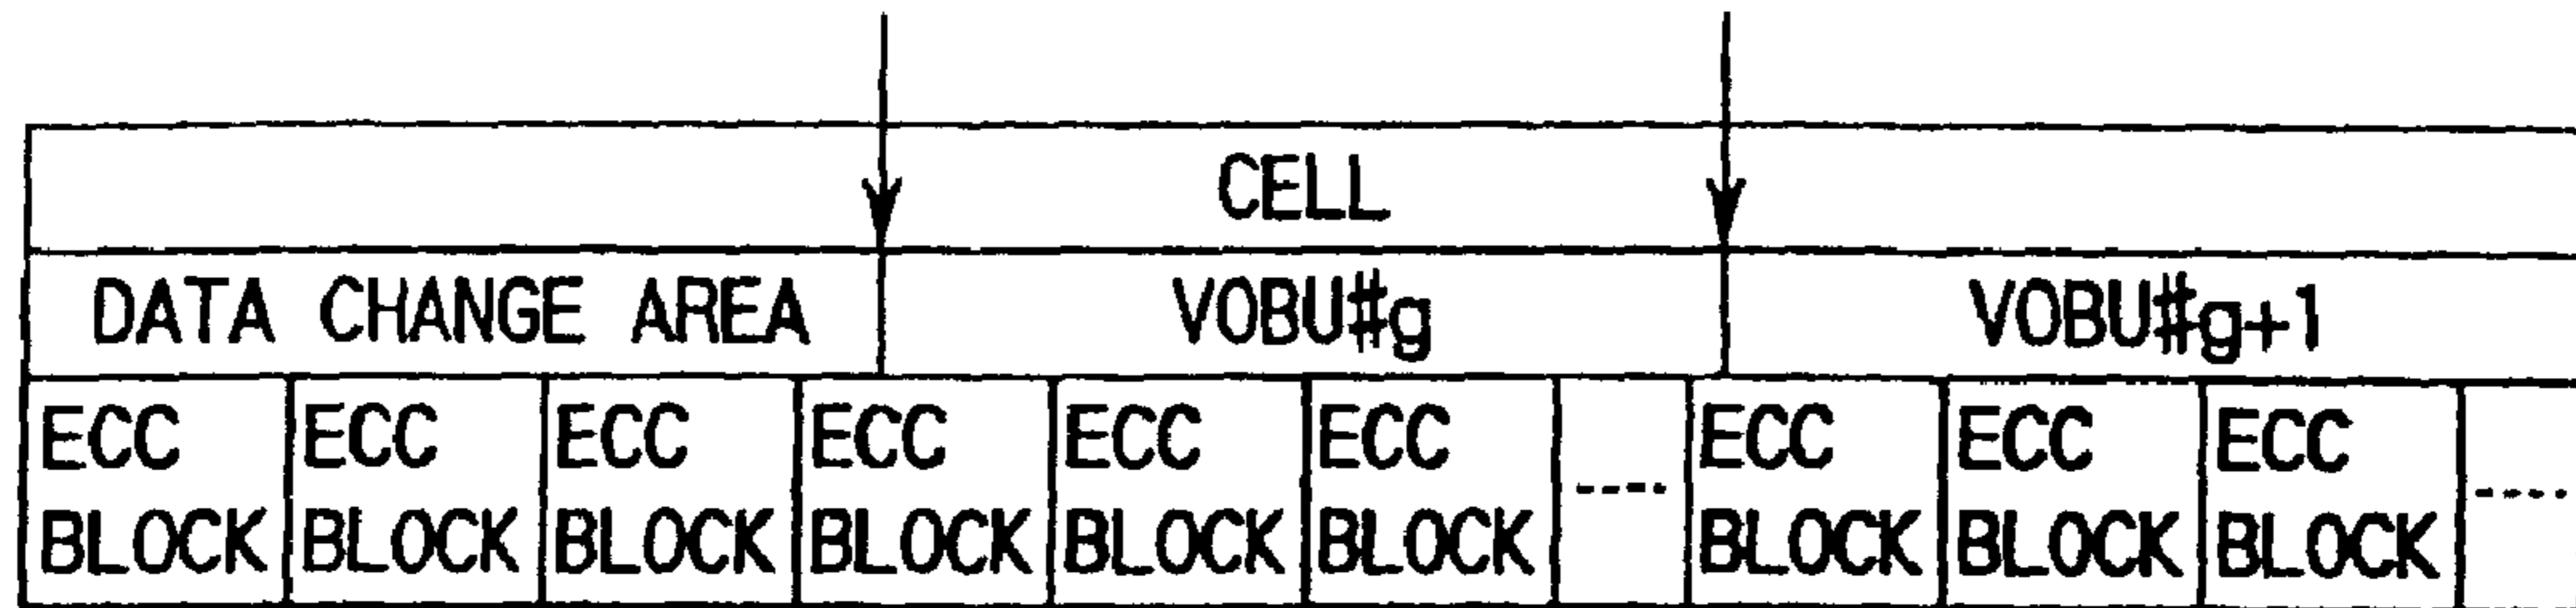 CELL
DATA CHANGE AREA VOBU#g VOBU#g+1
ECC ECC ECC ECC ECC ECC ECC ECC ECC
BLOCK BLOCK BLOCK BLOCK BLOCK BLOCK ---- BLOCK BLOCK BLOCK ----